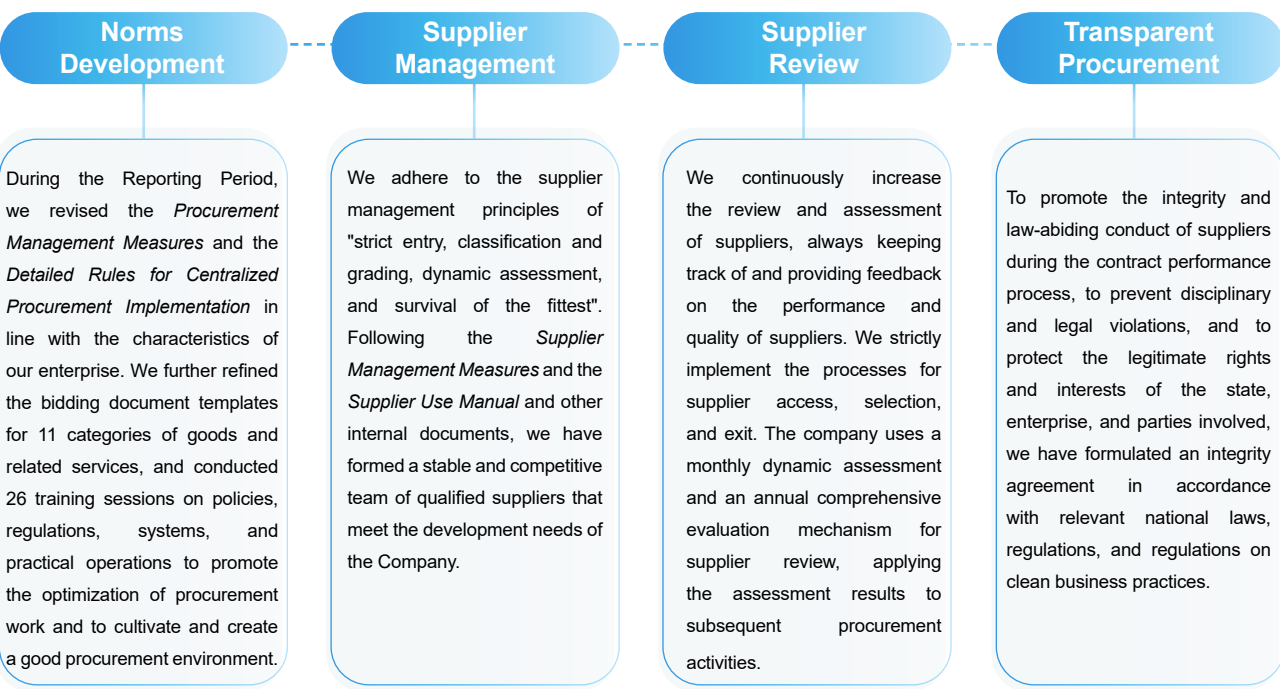 Norms
Development
During the Reporting Period,
we revised the Procurement
Management Measures and the
Detailed Rules for Centralized
Procurement Implementation in
line with the characteristics of
our enterprise. We further refined
the bidding document templates
for 11 categories of goods and
related services, and conducted
26 training sessions on policies,
regulations, systems, and
practical operations to promote
the optimization of procurement
work and to cultivate and create
a good procurement environment.
Supplier
Management
We adhere to the supplier
management principles of
"strict entry, classification and
grading, dynamic assessment,
and survival of the fittest".
Following the Supplier
Management Measures and the
Supplier Use Manual and other
internal documents, we have
formed a stable and competitive
team of qualified suppliers that
meet the development needs of
the Company.
Supplier
Review
We continuously increase
the review and assessment
of suppliers, always keeping
track of and providing feedback
on the performance and
quality of suppliers. We strictly
implement the processes for
supplier access, selection,
and exit. The company uses a
monthly dynamic assessment
and an annual comprehensive
evaluation mechanism for
supplier review, applying
the assessment results to
subsequent procurement
activities.
Transparent
Procurement
To promote the integrity and
law-abiding conduct of suppliers
during the contract performance
process, to prevent disciplinary
and legal violations, and to
protect the legitimate rights
and interests of the state,
enterprise, and parties involved,
we have formulated an integrity
agreement in accordance
with relevant national laws,
regulations, and regulations on
clean business practices.